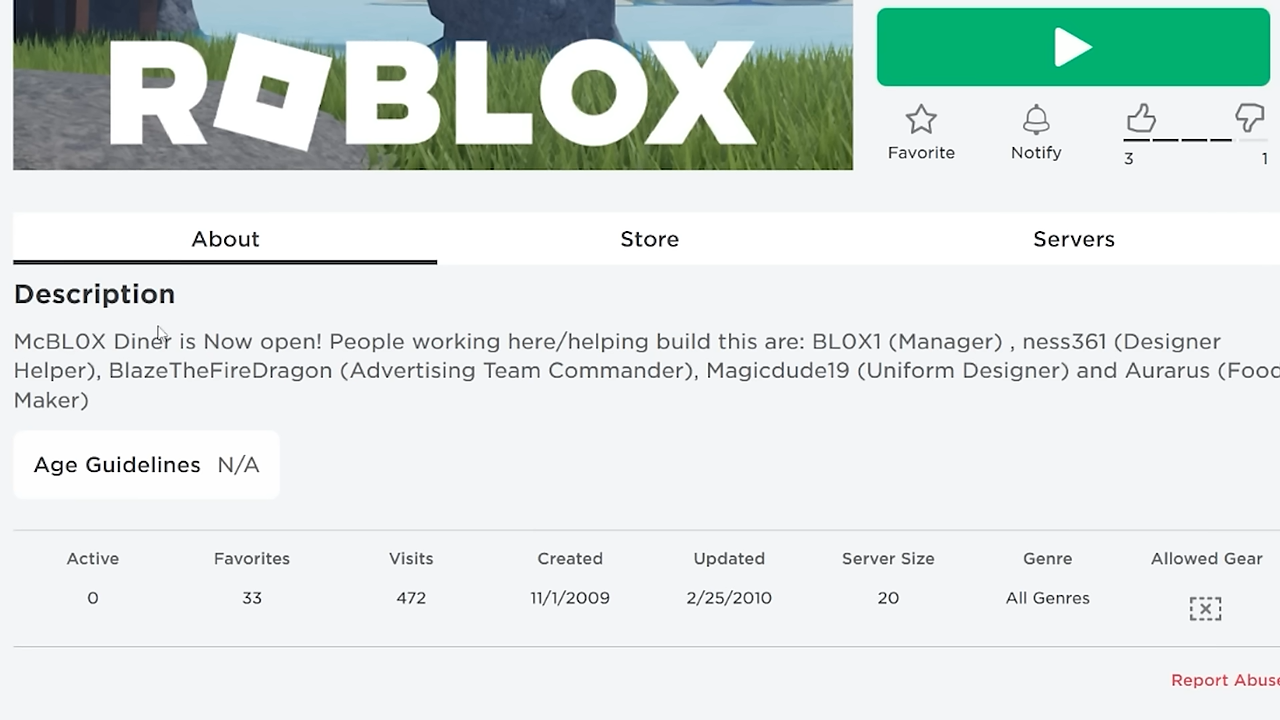 ROBLOX
Favorite
Notify
3
1
About
Store
Servers
Description
McBL0X Diner is Now open! People working here/helping build this are: BL0X1 (Manager) , ness361 (Designer
Helper), BlazeTheFireDragon (Advertising Team Commander), Magicdude19 (Uniform Designer) and Aurarus (Food
Maker)
Age Guidelines N/A
Active Favorites Visits Created Updated Server Size Genre Allowed Gear
0 33 472 11/1/2009 2/25/2010 20 All Genres
Report Abuse